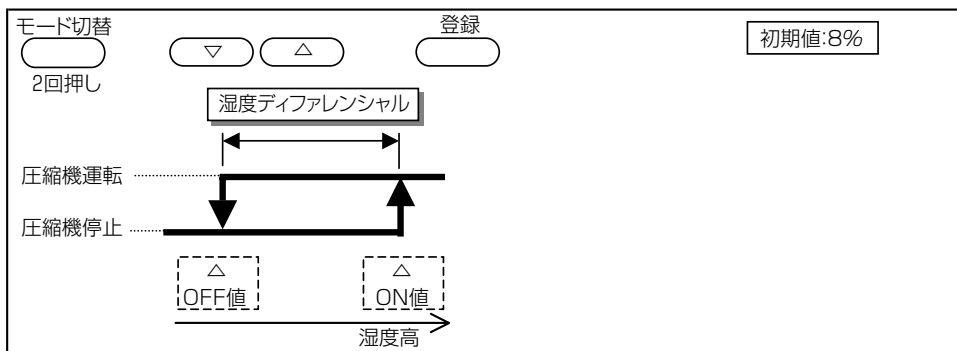 モード切替
▽
△
登録
初期値:8%
2回押し
湿度ディファレンシャル
圧縮機運転
圧縮機停止
△
OFF値
△
ON値
湿度高